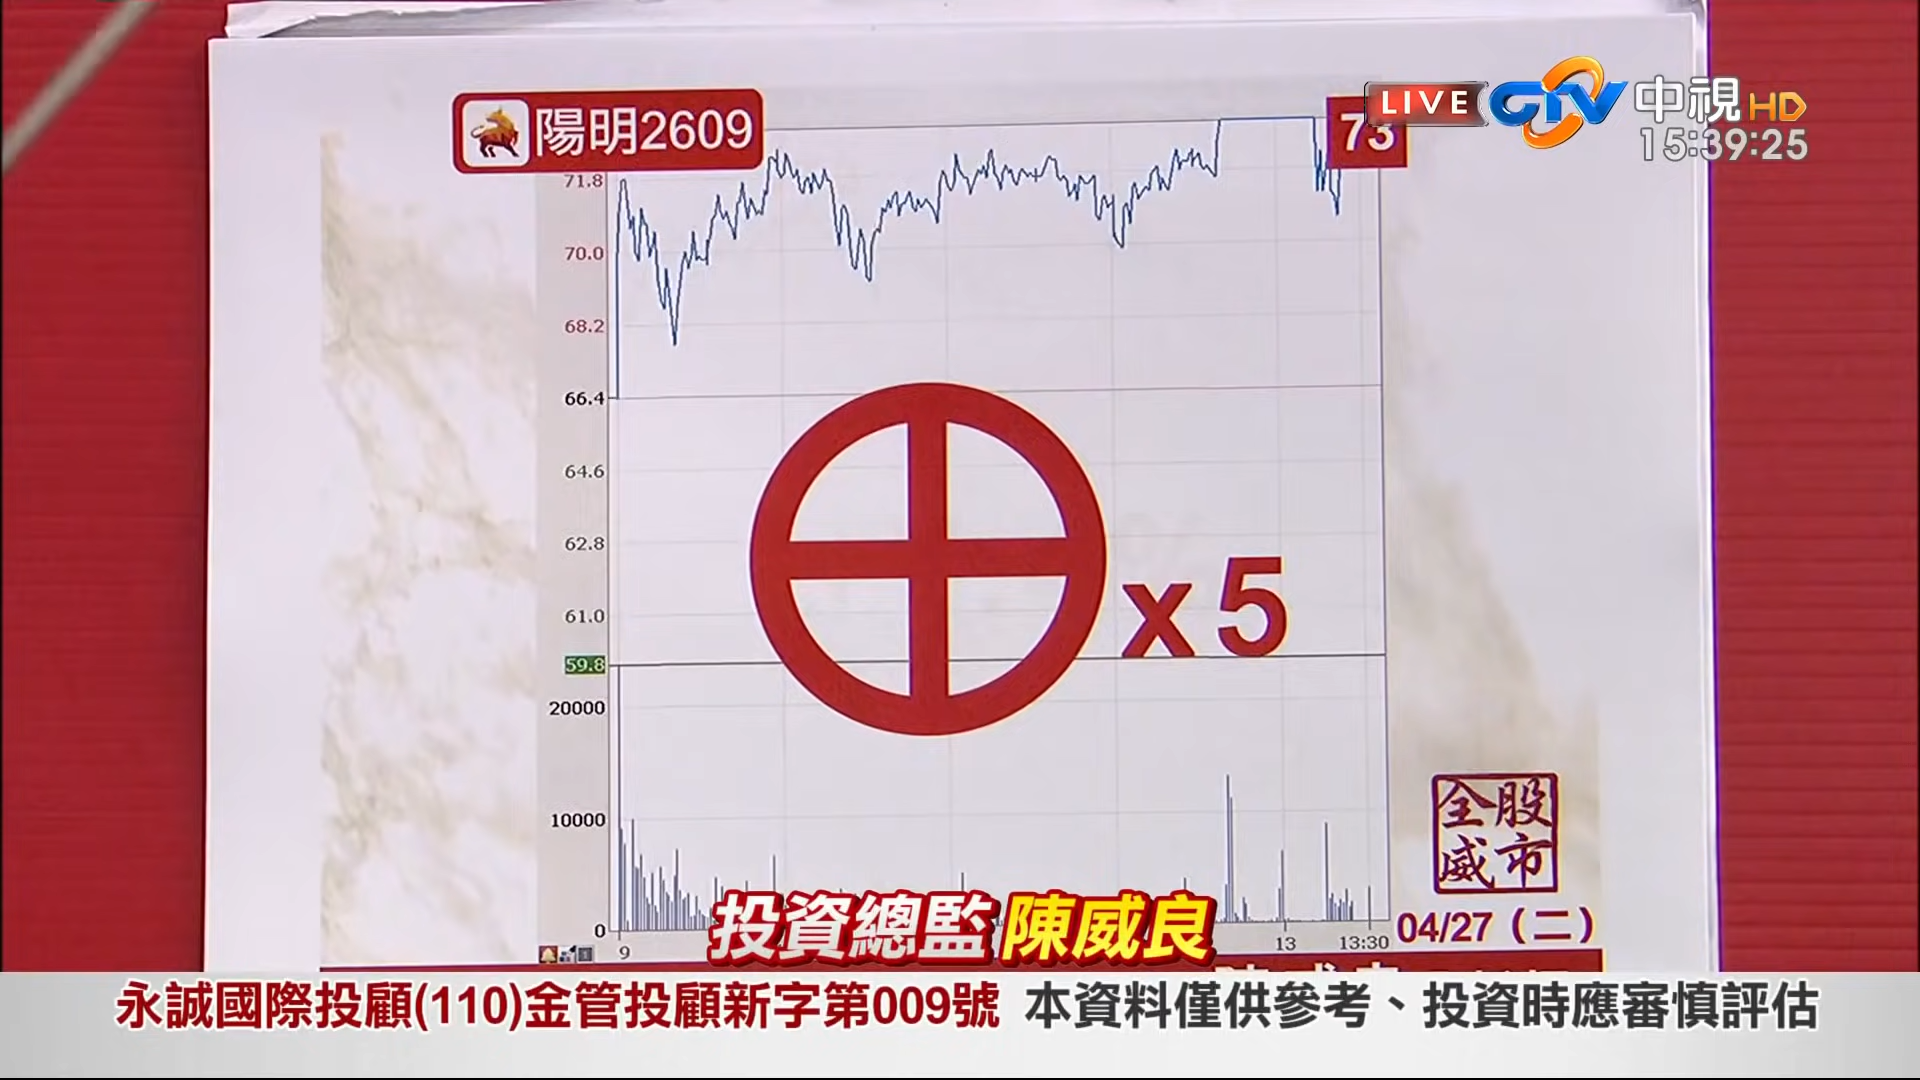 LIVE CTV 中視 HD
15:39:25
陽明2609
73
71.8
70.0
68.2
66.4
64.6
62.8
61.0
59.8
x5
20000
10000
0
9
13
13:30
全股
威市
04/27（二）
投資總監 陳威良
永誠國際投顧(110)金管投顧新字第009號 本資料僅供參考、投資時應審慎評估